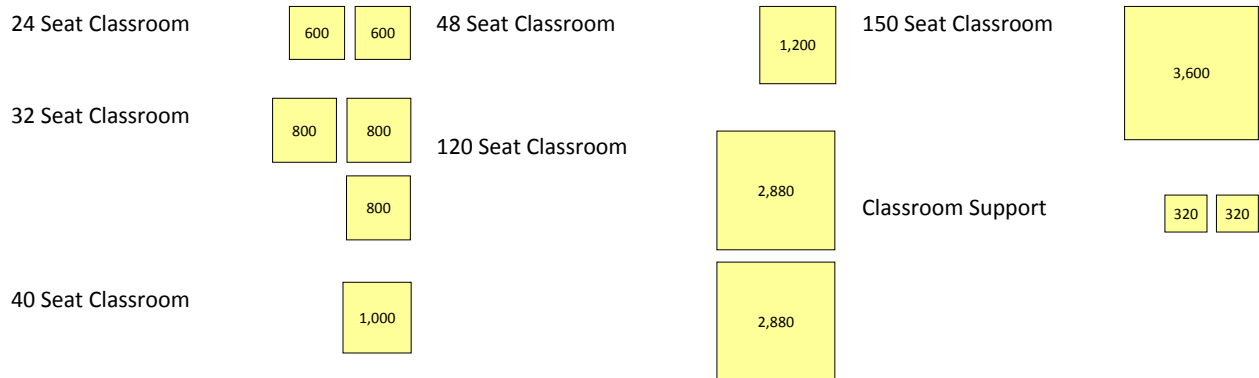 24 Seat Classroom
600 600
32 Seat Classroom
800 800
800
40 Seat Classroom
1,000
48 Seat Classroom
1,200
120 Seat Classroom
2,880
2,880
150 Seat Classroom
3,600
Classroom Support
320 320